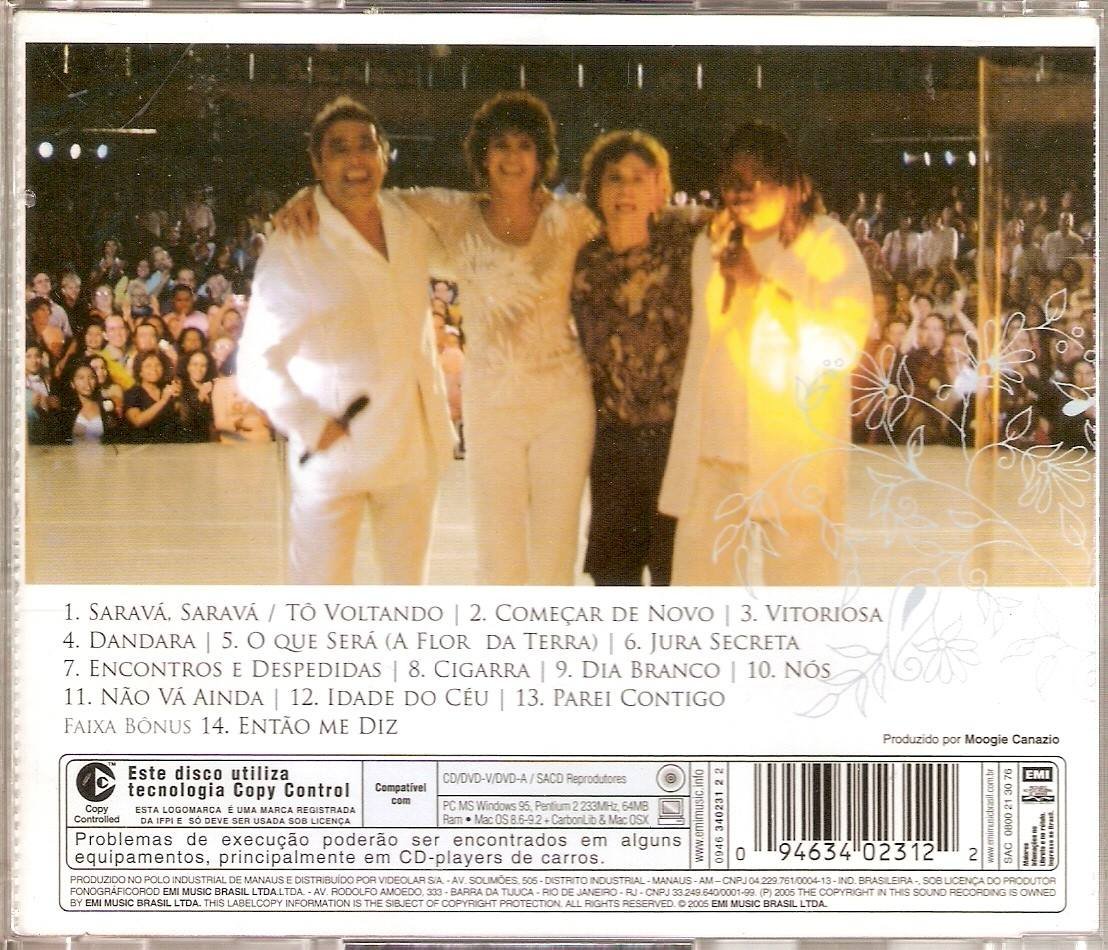 1. Saravá, Saravá / Tô Voltando | 2. Começar de Novo | 3. Vitoriosa
4. Dandara | 5. O que Será (A Flor da Terra) | 6. Jura Secreta
7. Encontros e Despedidas | 8. Cigarra | 9. Dia Branco | 10. Nós
11. Não Vá Ainda | 12. Idade do Céu | 13. Parei Contigo
Faixa Bônus 14. Então me Diz
Produzido por Moogie Canazio
Copy
Controlled
Este disco utiliza
tecnologia Copy Control
ESTA LOGOMARCA É UMA MARCA REGISTRADA
DA IFPI E SÓ DEVE SER USADA SOB LICENÇA
Compatível
com
CD/DVD-V/DVD-A / SACD Reprodutores
PC MS Windows 95, Pentium 2 233MHz, 64MB
Ram • Mac OS 8.6-9.2 + CarbonLib & Mac OSX
Problemas de execução poderão ser encontrados em alguns
equipamentos, principalmente em CD-players de carros.
www.emimusic.info
0946 340231 2 2
0 94634 02312 2
www.emimusicbrasil.com.br
SAC 0800 21 30 76
EMI
PRODUZIDO NO POLO INDUSTRIAL DE MANAUS E DISTRIBUÍDO POR VIDEOLAR S/A. - AV. SOLIMÕES, 505 - DISTRITO INDUSTRIAL - MANAUS - AM – CNPJ 04.229.761/0004-13 - IND. BRASILEIRA -, SOB LICENÇA DO PRODUTOR
FONOGRÁFICOROD EMI MUSIC BRASIL LTDA.LTDA. - AV. RODOLFO AMOEDO, 333 - BARRA DA TIJUCA - RIO DE JANEIRO - RJ - CNPJ 33.249.640/0001-99. (P) 2005 THE COPYRIGHT IN THIS SOUND RECORDING IS OWNED
BY EMI MUSIC BRASIL LTDA. THIS LABELCOPY INFORMATION IS THE SIBJECT OF COPYRIGHT PROTECTION. ALL RIGHTS RESERVED. © 2005 EMI MUSIC BRASIL LTDA.